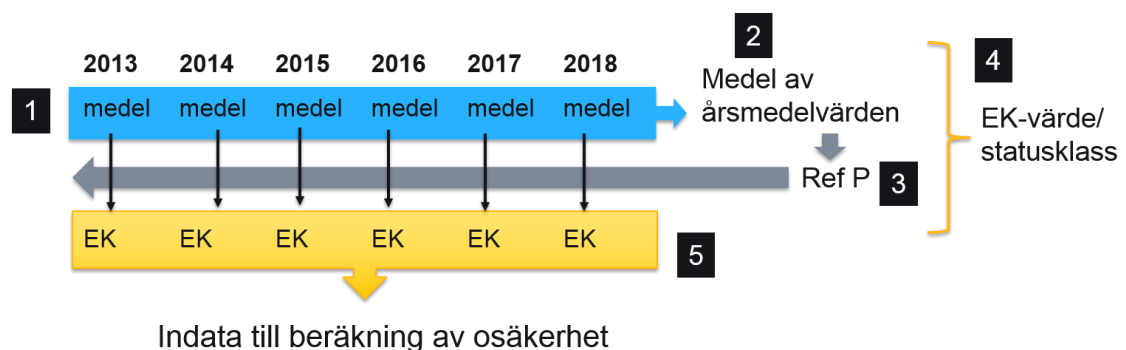 2013 2014 2015 2016 2017 2018
1 medel medel medel medel medel medel
2
Medel av
årsmedelvärden
Ref P 3
4
EK-värde/
statusklass
EK EK EK EK EK EK
5
Indata till beräkning av osäkerhet